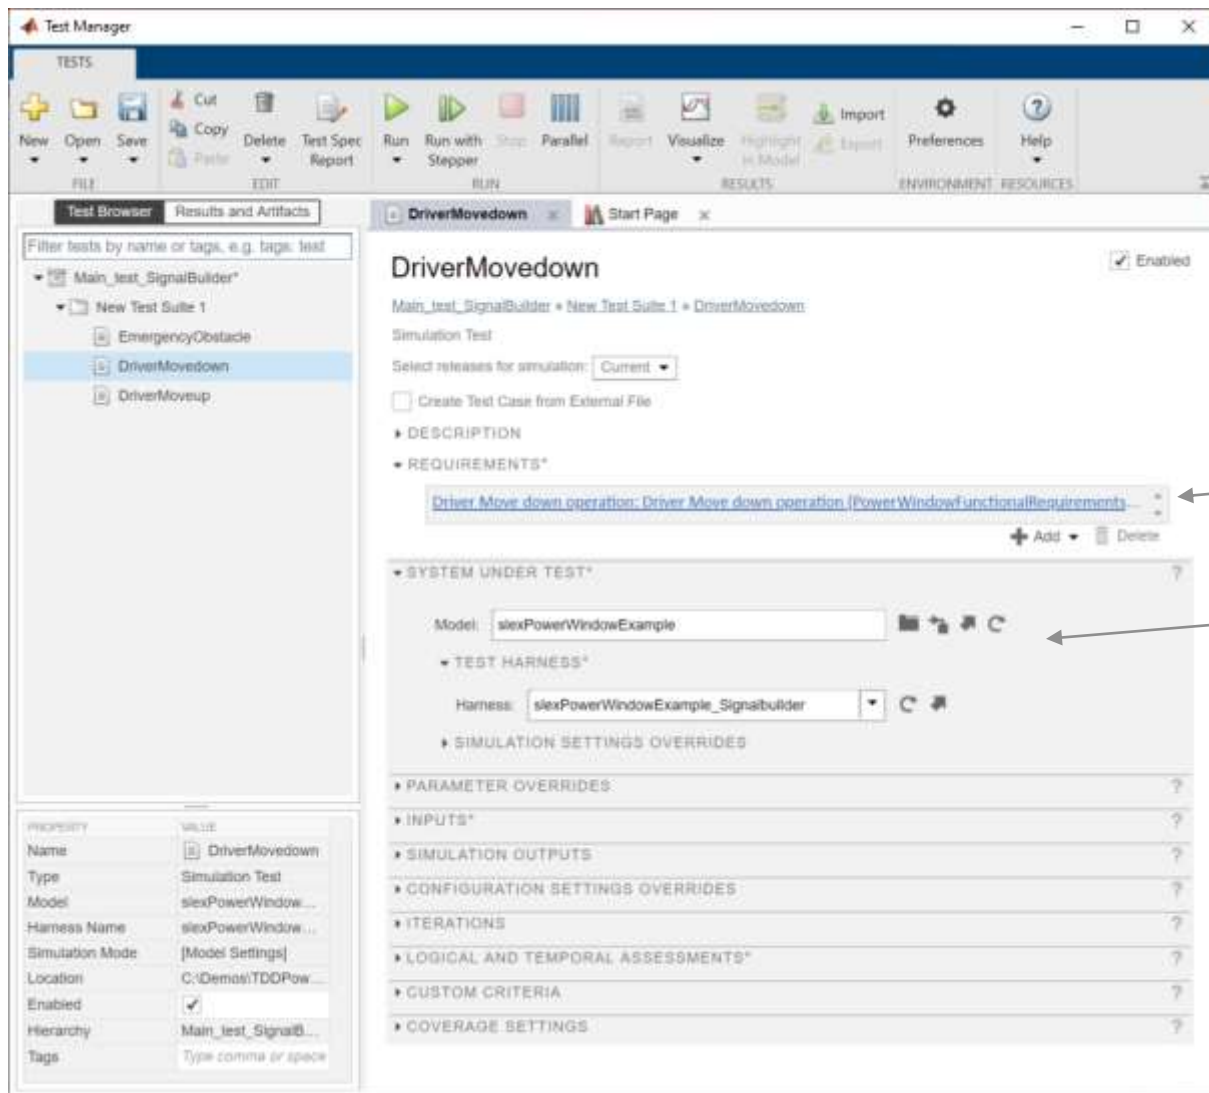 Test Manager
TESTS
New
Open
Save
Cut
Copy
Paste
Delete
Test Spec Report
Run
Run with Stepper
Stop
Parallel
Report
Visualize
Highlight in Model
Import
Export
Preferences
Help
FILE
EDIT
RUN
RESULTS
ENVIRONMENT
RESOURCES
Test Browser
Results and Artifacts
DriverMovedown
Start Page
Filter tests by name or tags, e.g. tags: test
Main_test_SignalBuilder*
New Test Suite 1
EmergencyObstacle
DriverMovedown
DriverMoveup
DriverMovedown
Enabled
Main_test_SignalBuilder » New Test Suite 1 » DriverMovedown
Simulation Test
Select releases for simulation: Current
Create Test Case from External File
DESCRIPTION
REQUIREMENTS*
Driver Move down operation: Driver Move down operation (PowerWindowFunctionalRequirements...
Add
Delete
SYSTEM UNDER TEST*
?
Model: slexPowerWindowExample
TEST HARNESS*
Harness: slexPowerWindowExample_Signalbuilder
SIMULATION SETTINGS OVERRIDES
PARAMETER OVERRIDES ?
INPUTS* ?
SIMULATION OUTPUTS ?
CONFIGURATION SETTINGS OVERRIDES ?
ITERATIONS ?
LOGICAL AND TEMPORAL ASSESSMENTS* ?
CUSTOM CRITERIA ?
COVERAGE SETTINGS ?
PROPERTY VALUE
Name DriverMovedown
Type Simulation Test
Model slexPowerWindow...
Harness Name slexPowerWindow...
Simulation Mode [Model Settings]
Location C:\Demos\TDDPow...
Enabled
Hierarchy Main_test_SignalB...
Tags Type comma or space